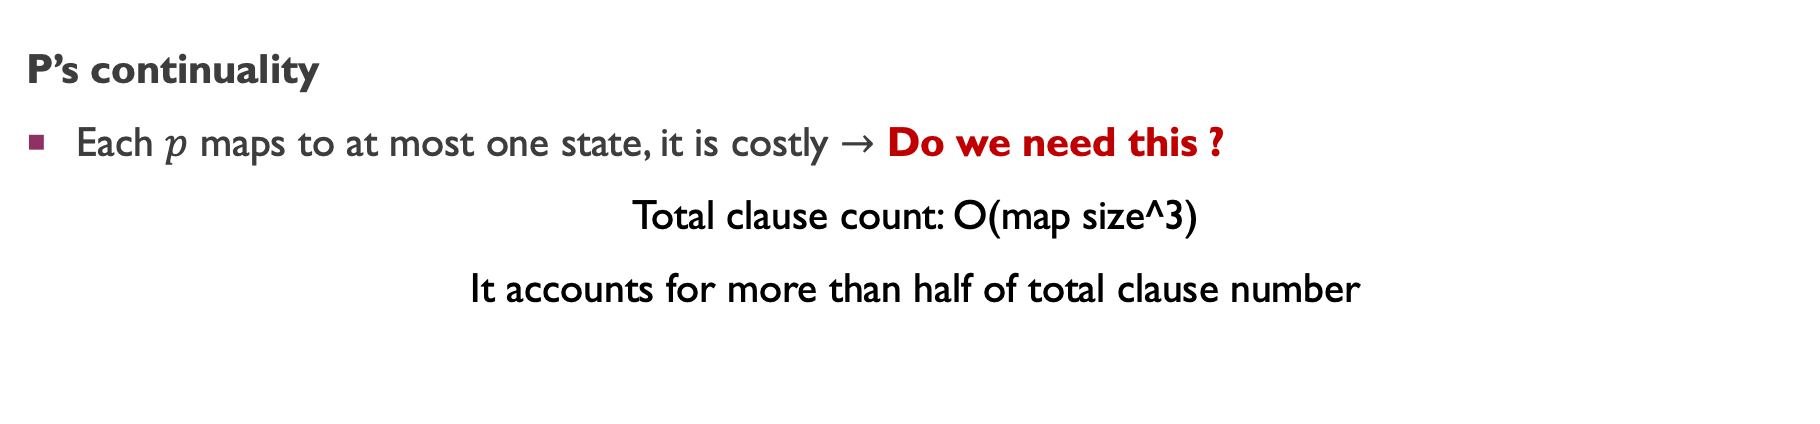 P’s continuality
▪ Each p maps to at most one state, it is costly → Do we need this ?
Total clause count: O(map size^3)
It accounts for more than half of total clause number